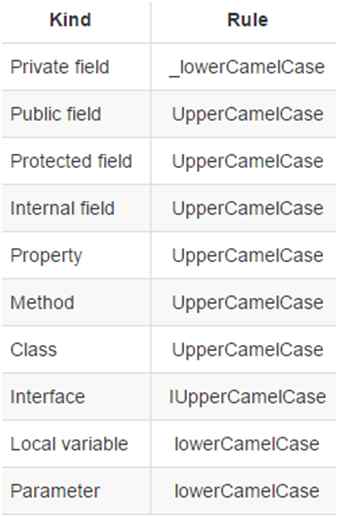 Kind Rule
Private field _lowerCamelCase
Public field UpperCamelCase
Protected field UpperCamelCase
Internal field UpperCamelCase
Property UpperCamelCase
Method UpperCamelCase
Class UpperCamelCase
Interface IUpperCamelCase
Local variable lowerCamelCase
Parameter lowerCamelCase